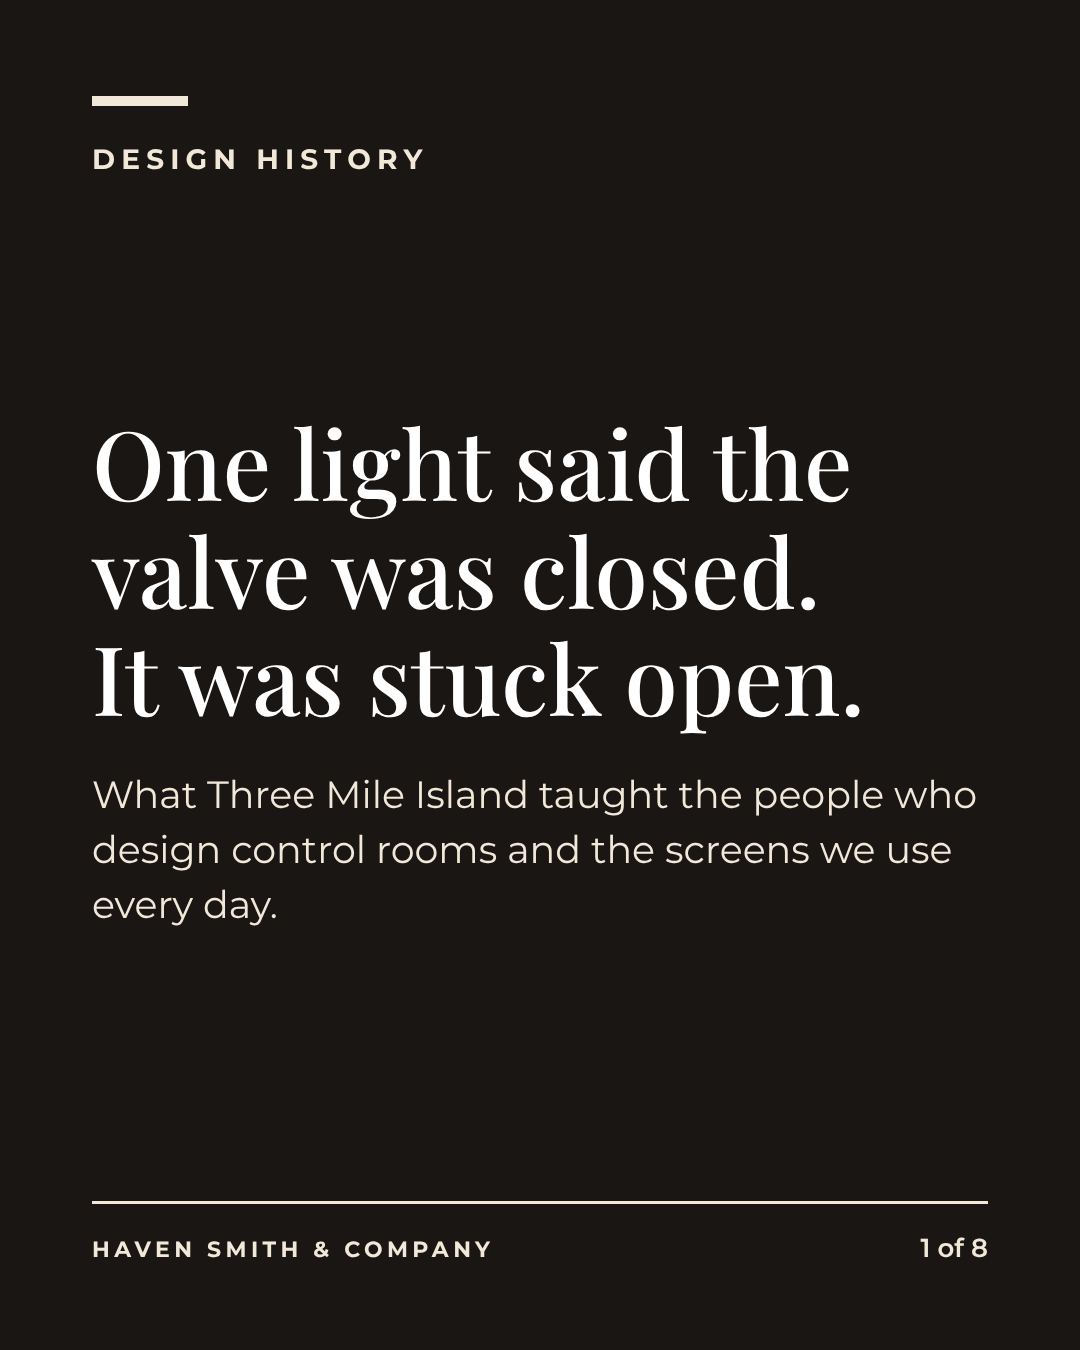 DESIGN HISTORY
One light said the
valve was closed.
It was stuck open.
What Three Mile Island taught the people who
design control rooms and the screens we use
every day.
HAVEN SMITH & COMPANY
1 of 8